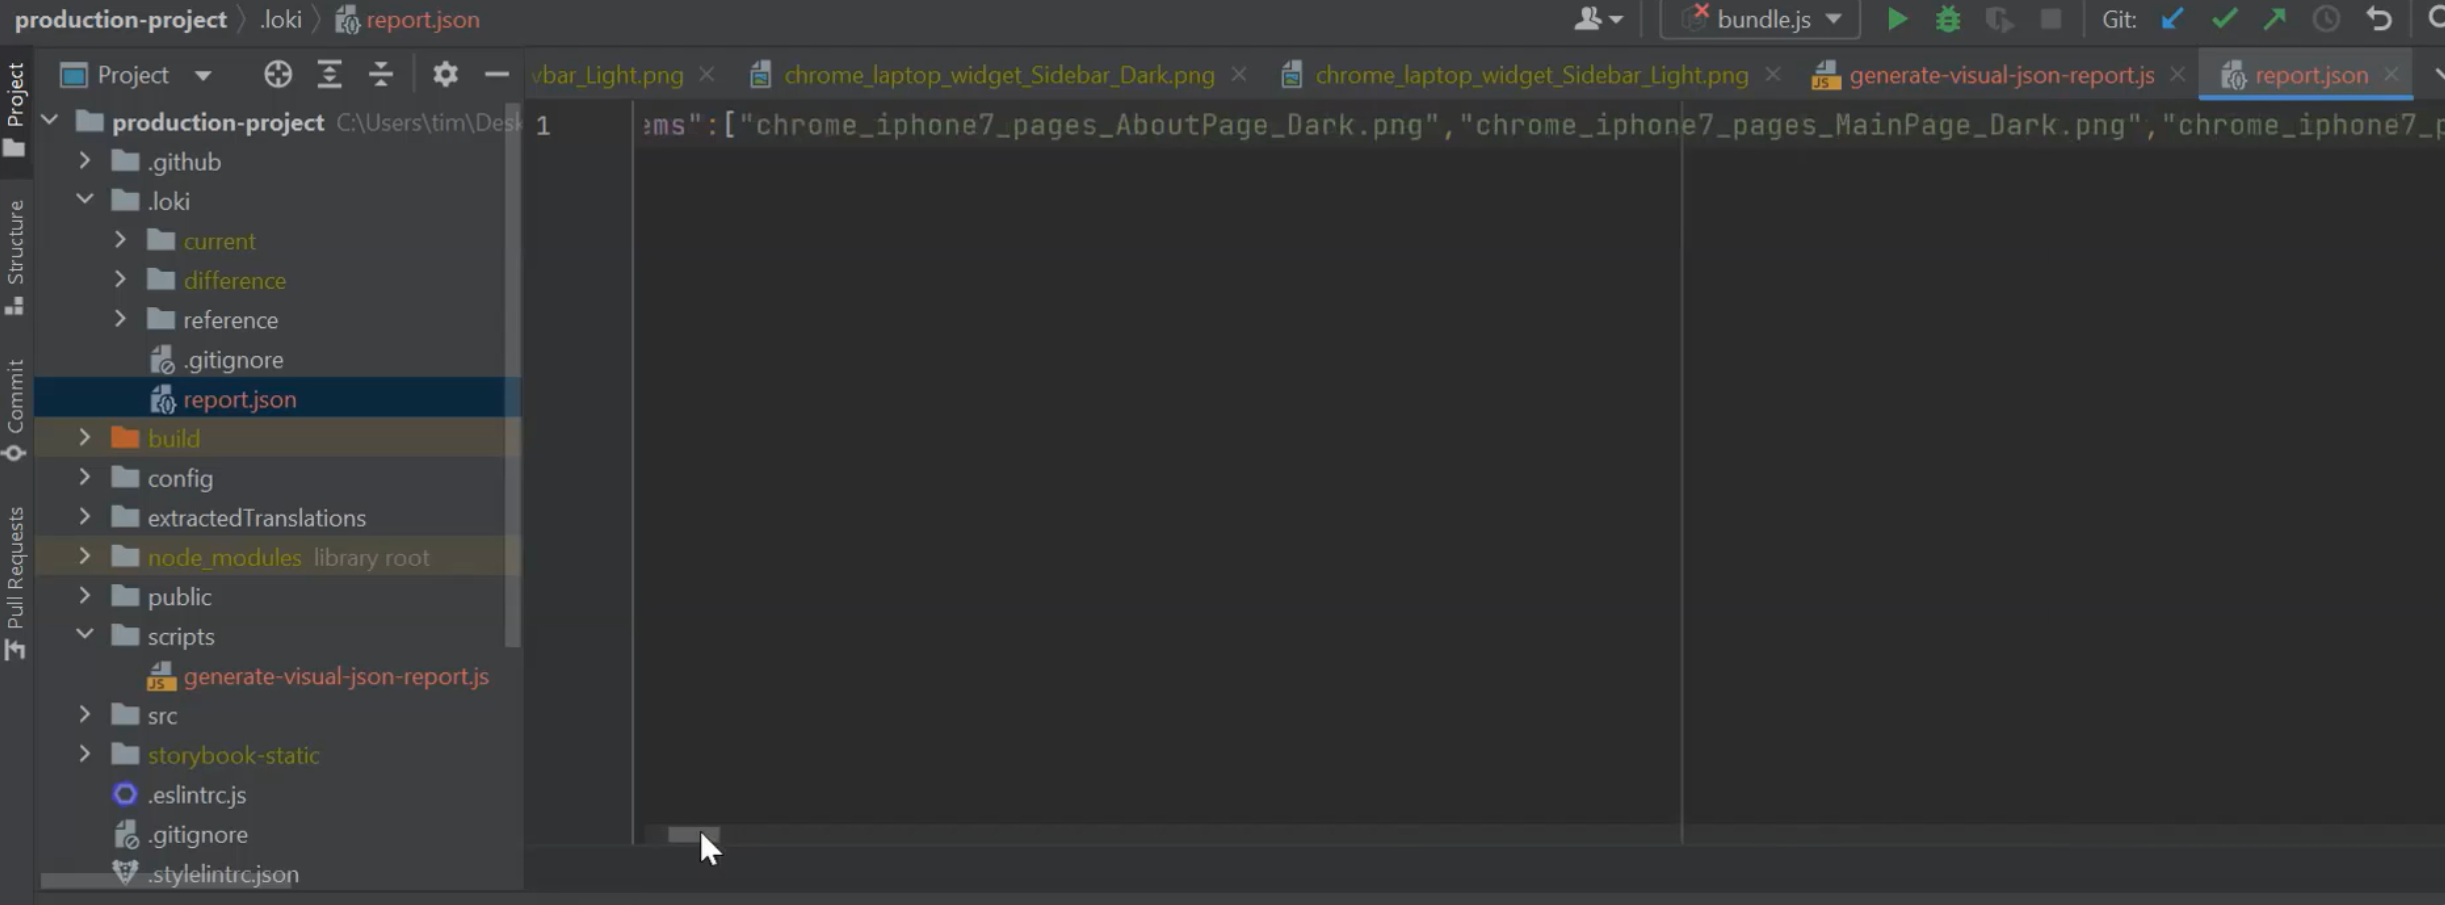 production-project .loki report.json
bundle.js
Git:
Project
vbar_Light.png
chrome_laptop_widget_Sidebar_Dark.png
chrome_laptop_widget_Sidebar_Light.png
generate-visual-json-report.js
report.json
Project
Structure
Commit
Pull Requests
production-project C:\Users\tim\Desk
.github
.loki
current
difference
reference
.gitignore
report.json
build
config
extractedTranslations
node_modules library root
public
scripts
generate-visual-json-report.js
src
storybook-static
.eslintrc.js
.gitignore
.stylelintrc.json
1
ems":["chrome_iphone7_pages_AboutPage_Dark.png","chrome_iphone7_pages_MainPage_Dark.png","chrome_iphone7_p